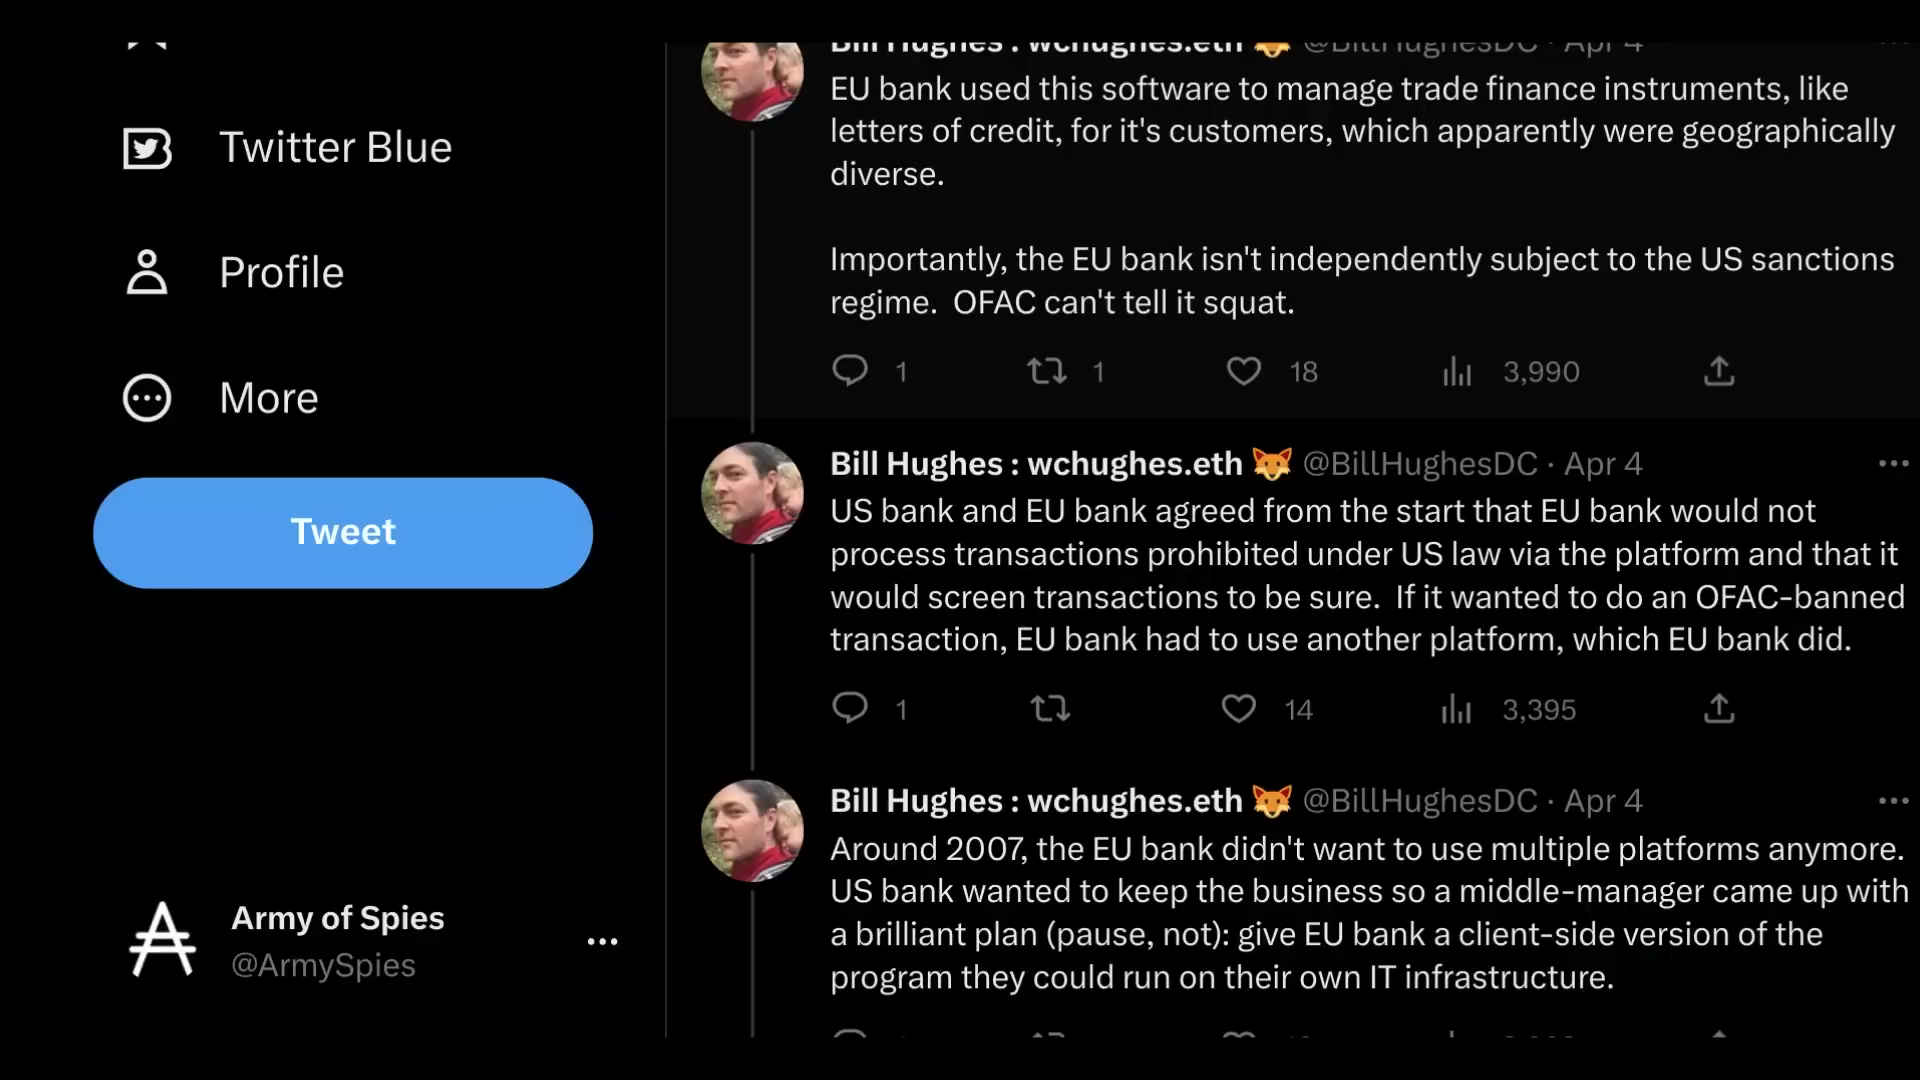 Twitter Blue
Profile
More
Tweet
Army of Spies
@ArmySpies
Bill Hughes : wchughes.eth 🦊 @BillHughesDC · Apr 4
EU bank used this software to manage trade finance instruments, like
letters of credit, for it's customers, which apparently were geographically
diverse.
Importantly, the EU bank isn't independently subject to the US sanctions
regime.  OFAC can't tell it squat.
1 1 18 3,990
Bill Hughes : wchughes.eth 🦊 @BillHughesDC · Apr 4
US bank and EU bank agreed from the start that EU bank would not
process transactions prohibited under US law via the platform and that it
would screen transactions to be sure.  If it wanted to do an OFAC-banned
transaction, EU bank had to use another platform, which EU bank did.
1 14 3,395
Bill Hughes : wchughes.eth 🦊 @BillHughesDC · Apr 4
Around 2007, the EU bank didn't want to use multiple platforms anymore.
US bank wanted to keep the business so a middle-manager came up with
a brilliant plan (pause, not): give EU bank a client-side version of the
program they could run on their own IT infrastructure.